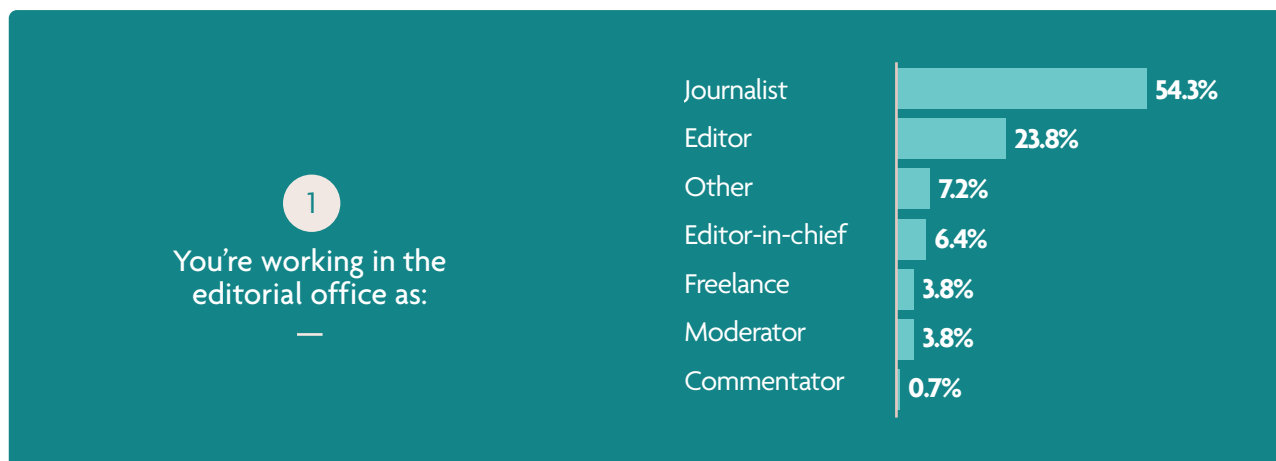 1
You’re working in the
editorial office as:
—
Journalist 54.3%
Editor 23.8%
Other 7.2%
Editor-in-chief 6.4%
Freelance 3.8%
Moderator 3.8%
Commentator 0.7%